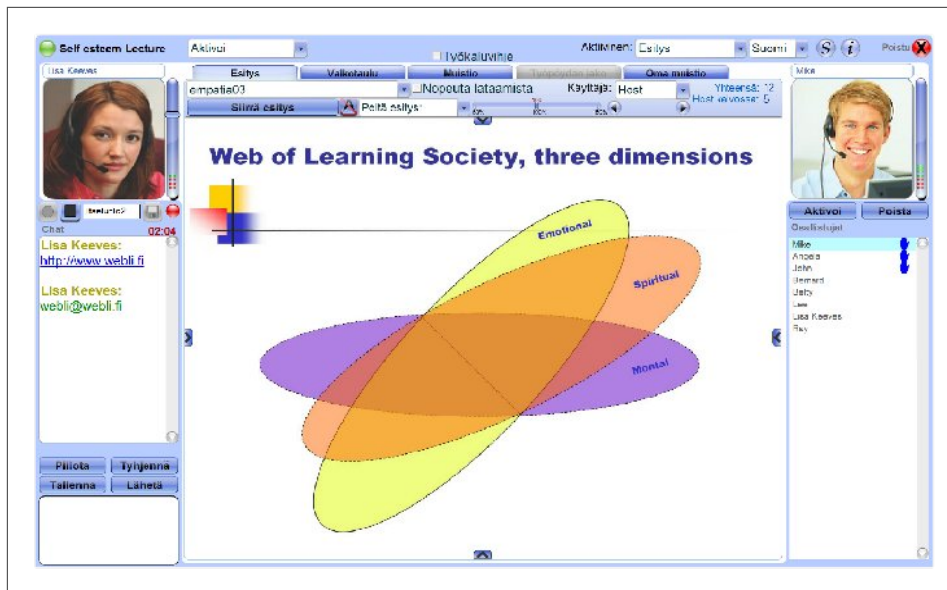 Self esteem Lecture
Aktivoi
Työkaluvihje
Aktiivinen: Esitys
Suomi
S
i
Poistu
Lisa Keeves
Esitys
Valkotaulu
Muistio
Työpöydän jako
Oma muistio
Mike
empatia03
Nopeuta lataamista
Käyttäjä: Host
Yhteensä: 12
Siirrä esitys
Peitä esitys:
Web of Learning Society, three dimensions
Emotional
Spiritual
Mental
02:04
Chat
Lisa Keeves:
http://www.webli.fi
Lisa Keeves:
webli@webli.fi
Piilota
Tyhjennä
Tallenna
Lähetä
Aktivoi
Poista
Osallistujat
Mike
Angela
John
Bernard
Betty
Lisa Keeves